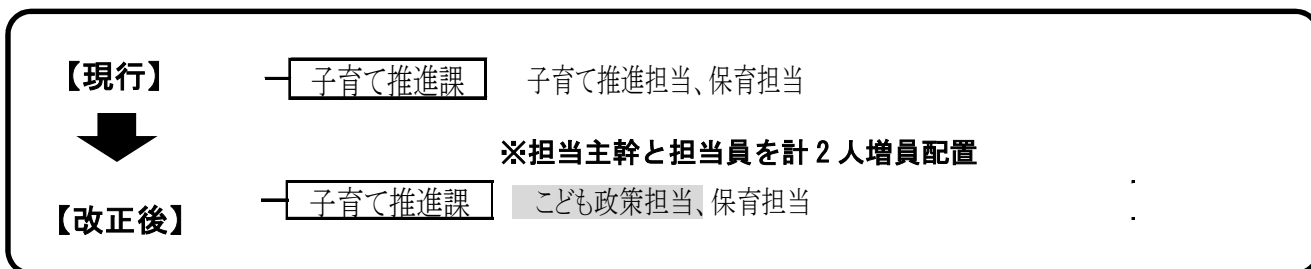 【現行】 子育て推進課 子育て推進担当、保育担当
※担当主幹と担当員を計2人増員配置
【改正後】 子育て推進課 こども政策担当、保育担当